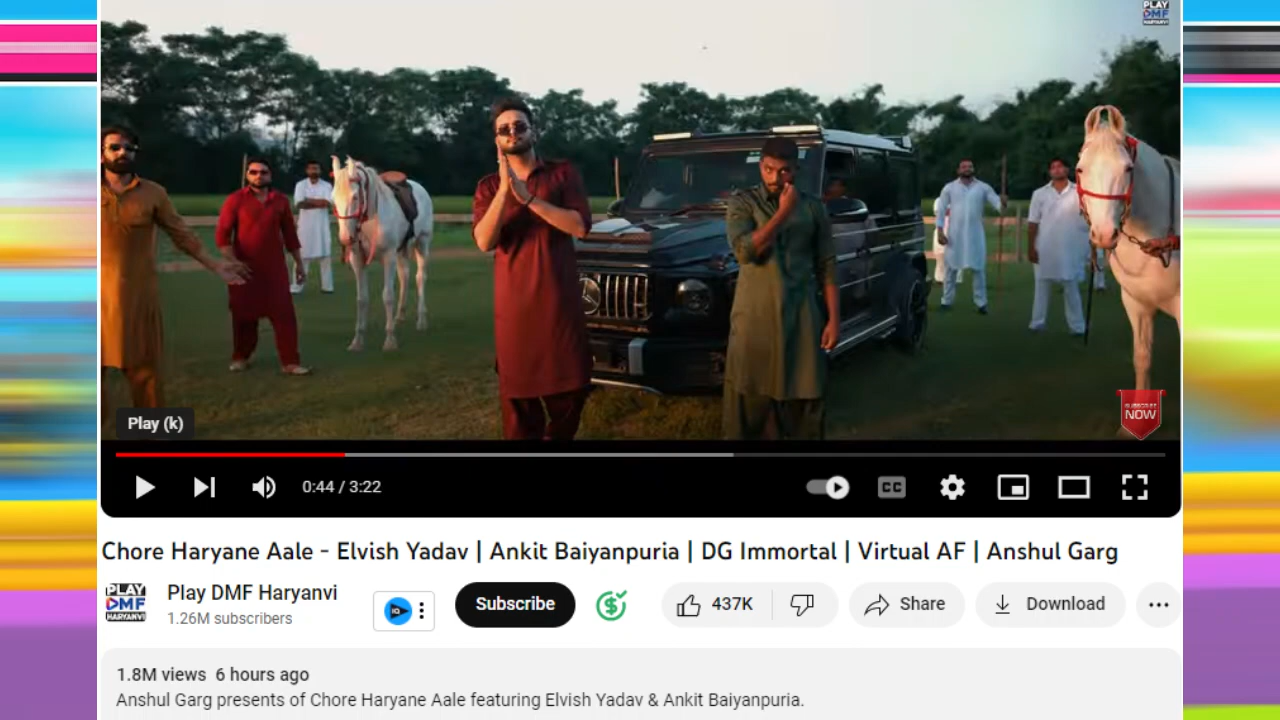 PLAY
DMF
HARYANVI
SUBSCRIBE
NOW
Play (k)
0:44 / 3:22
CC
Chore Haryane Aale - Elvish Yadav | Ankit Baiyanpuria | DG Immortal | Virtual AF | Anshul Garg
PLAY
DMF
HARYANVI
Play DMF Haryanvi
1.26M subscribers
IQ
Subscribe
437K
Share
Download
1.8M views 6 hours ago
Anshul Garg presents of Chore Haryane Aale featuring Elvish Yadav & Ankit Baiyanpuria.